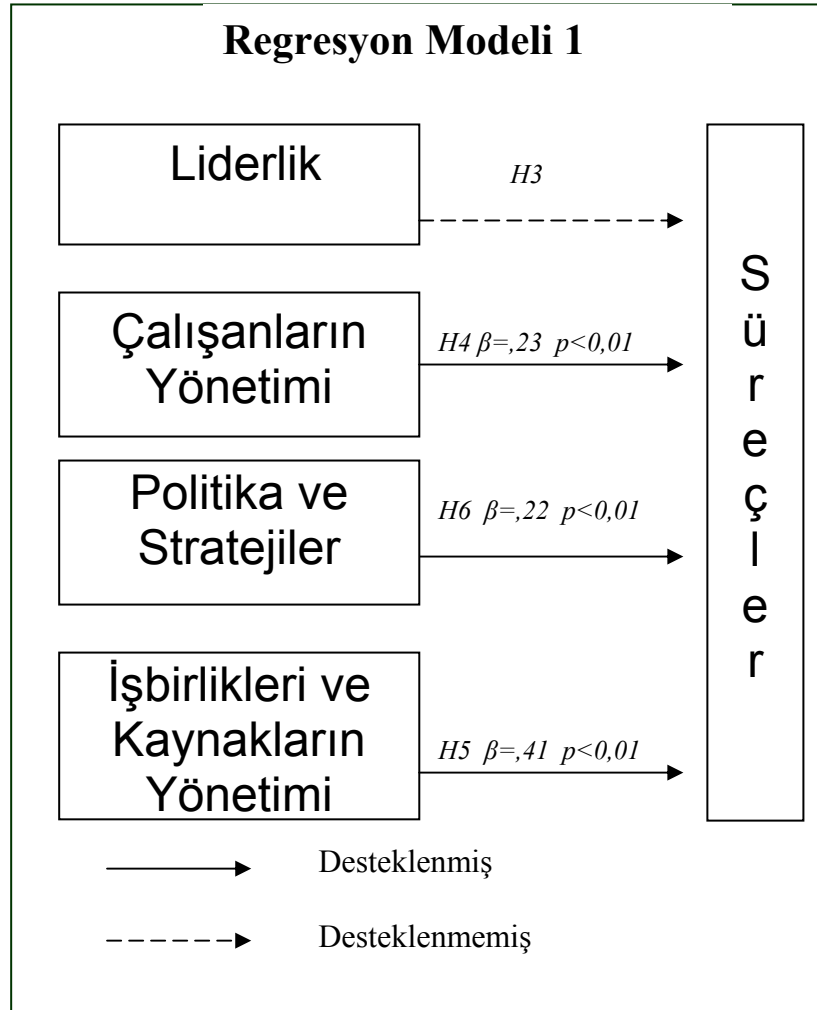 Regresyon Modeli 1
Liderlik
H3
Çalışanların
Yönetimi
H4 β=,23 p<0,01
Politika ve
Stratejiler
H6 β=,22 p<0,01
İşbirlikleri ve
Kaynakların
Yönetimi
H5 β=,41 p<0,01
S
ü
r
e
ç
l
e
r
Desteklenmiş
Desteklenmemiş